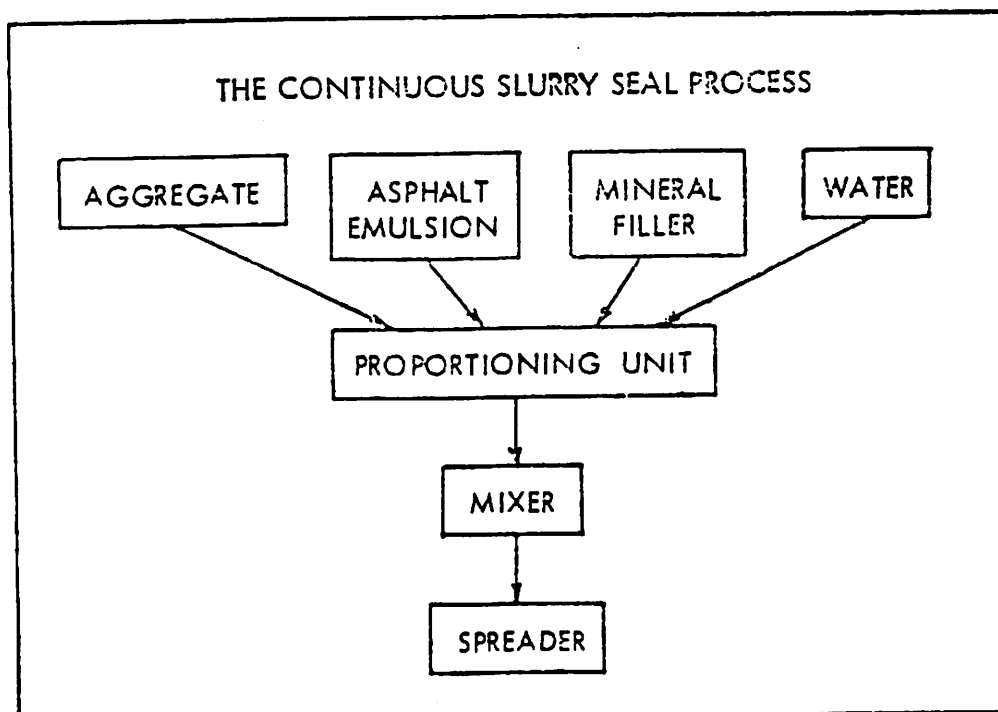 THE CONTINUOUS SLURRY SEAL PROCESS
AGGREGATE
ASPHALT
EMULSION
MINERAL
FILLER
WATER
PROPORTIONING UNIT
MIXER
SPREADER